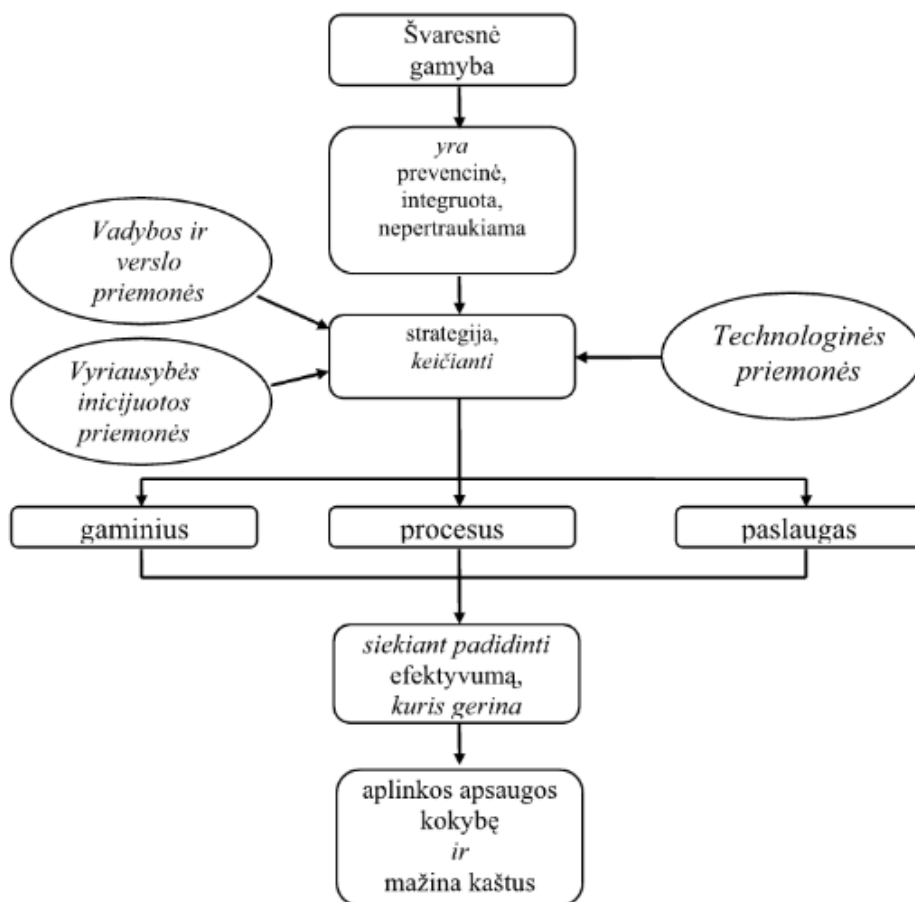 Švaresnė
gamyba
yra
prevencinė,
integruota,
nepertraukiama
Vadybos ir
verslo
priemonės
strategija,
keičianti
Technologinės
priemonės
Vyriausybės
inicijuotos
priemonės
gaminius
procesus
paslaugas
siekiant padidinti
efektyvumą,
kuris gerina
aplinkos apsaugos
kokybę
ir
mažina kaštus